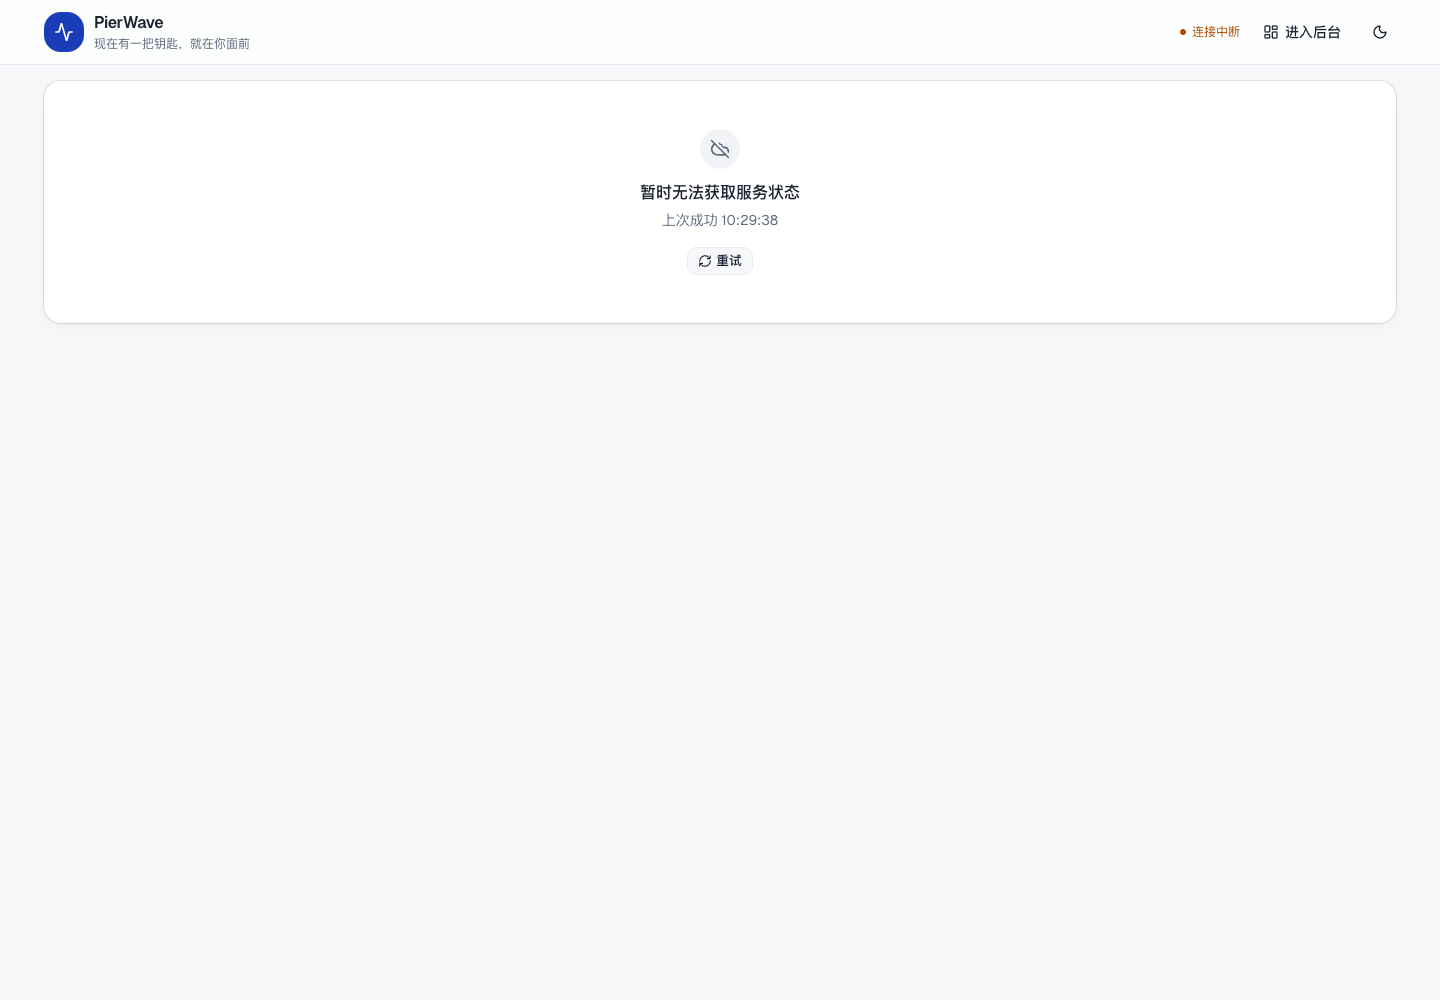 PierWave
现在有一把钥匙，就在你面前
连接中断
进入后台
暂时无法获取服务状态
上次成功 10:29:38
重试